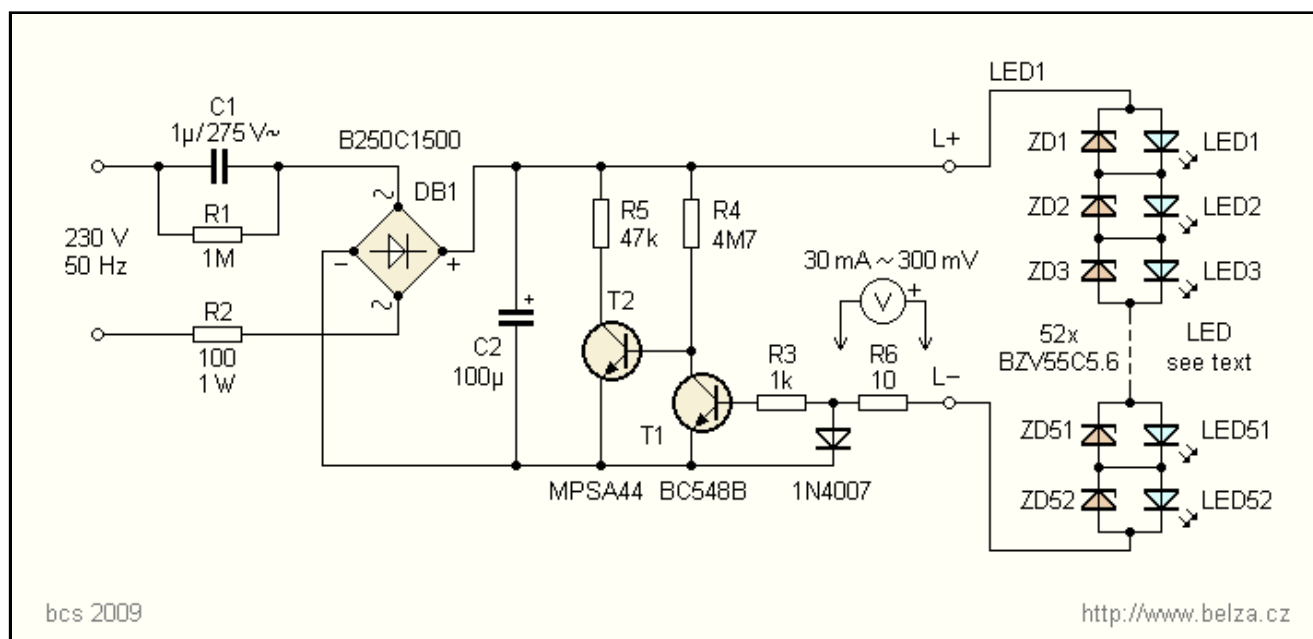 LED1
C1
1µ/275 V~
B250C1500
DB1
R1
1M
230 V
50 Hz
R2
100
1 W
~
~
−
+
+
C2
100µ
R5
47k
R4
4M7
T2
T1
30 mA ~ 300 mV
V
+
R3
1k
R6
10
L+
L−
MPSA44
BC548B
1N4007
ZD1
LED1
ZD2
LED2
ZD3
LED3
52x
BZV55C5.6
LED
see text
ZD51
LED51
ZD52
LED52
bcs 2009
http://www.belza.cz